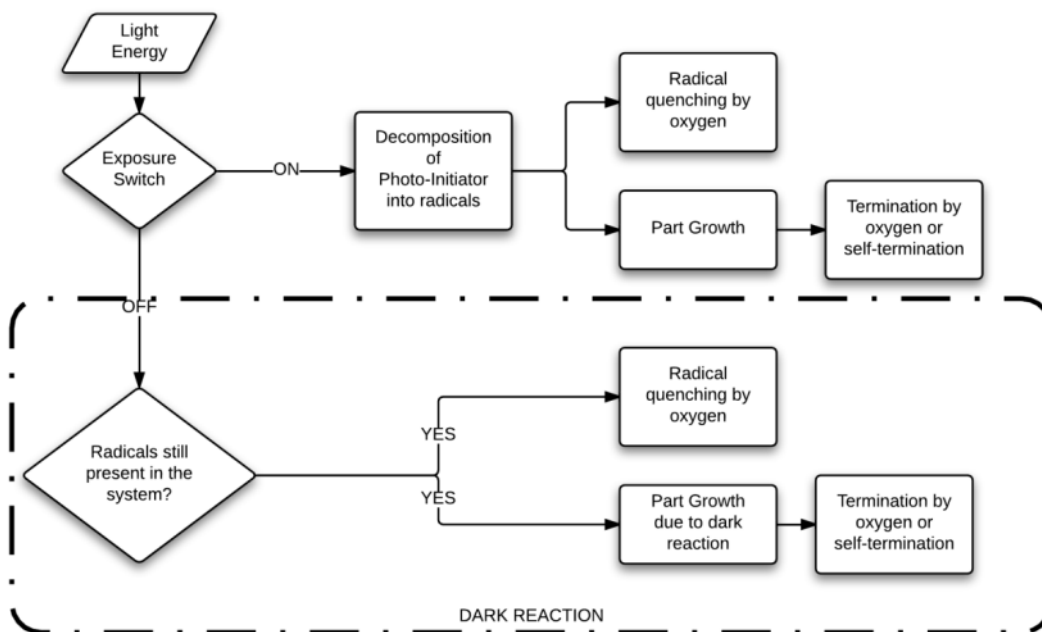 Light
Energy
Exposure
Switch
ON
Decomposition
of
Photo-Initiator
into radicals
Radical
quenching by
oxygen
Part Growth
Termination by
oxygen or
self-termination
OFF
Radicals still
present in the
system?
YES
YES
Radical
quenching by
oxygen
Part Growth
due to dark
reaction
Termination by
oxygen or
self-termination
DARK REACTION